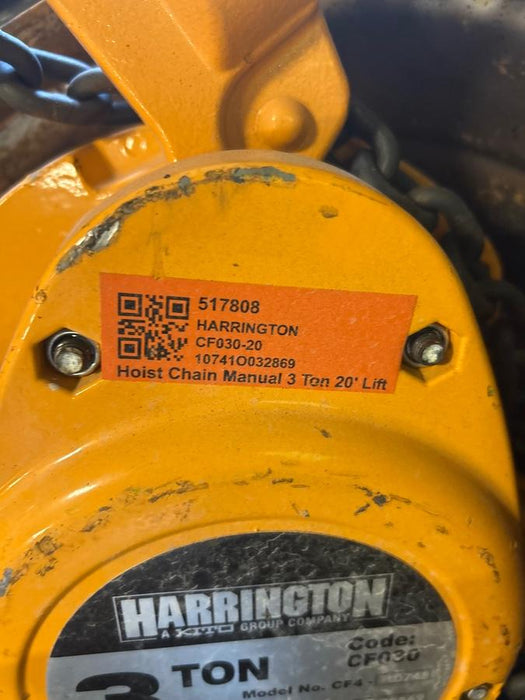 517808
HARRINGTON
CF030-20
10741O032869
Hoist Chain Manual 3 Ton 20' Lift
HARRINGTON
A KITO GROUP COMPANY
Code:
CF030
3 TON
Model No. CF4